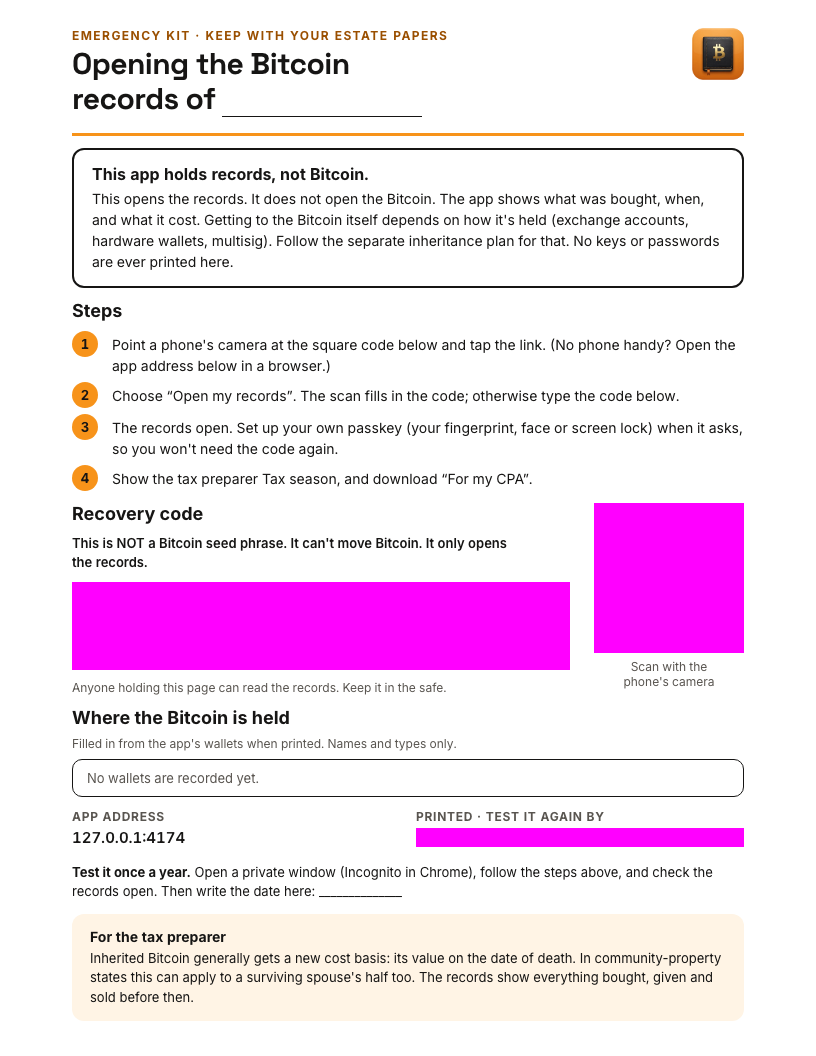 EMERGENCY KIT · KEEP WITH YOUR ESTATE PAPERS
Opening the Bitcoin
records of ____________
This app holds records, not Bitcoin.
This opens the records. It does not open the Bitcoin. The app shows what was bought, when,
and what it cost. Getting to the Bitcoin itself depends on how it's held (exchange accounts,
hardware wallets, multisig). Follow the separate inheritance plan for that. No keys or passwords
are ever printed here.
Steps
1 Point a phone's camera at the square code below and tap the link. (No phone handy? Open the
app address below in a browser.)
2 Choose “Open my records”. The scan fills in the code; otherwise type the code below.
3 The records open. Set up your own passkey (your fingerprint, face or screen lock) when it asks,
so you won't need the code again.
4 Show the tax preparer Tax season, and download “For my CPA”.
Recovery code
This is NOT a Bitcoin seed phrase. It can't move Bitcoin. It only opens
the records.
Anyone holding this page can read the records. Keep it in the safe.
Scan with the
phone's camera
Where the Bitcoin is held
Filled in from the app's wallets when printed. Names and types only.
No wallets are recorded yet.
APP ADDRESS
127.0.0.1:4174
PRINTED · TEST IT AGAIN BY
Test it once a year. Open a private window (Incognito in Chrome), follow the steps above, and check the
records open. Then write the date here: ______________
For the tax preparer
Inherited Bitcoin generally gets a new cost basis: its value on the date of death. In community-property
states this can apply to a surviving spouse's half too. The records show everything bought, given and
sold before then.